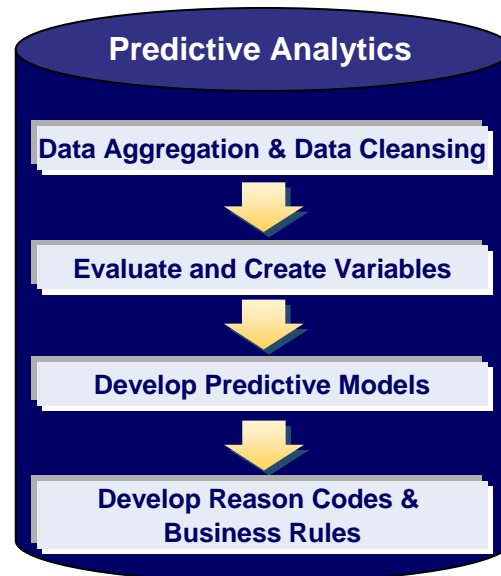 Predictive Analytics
Data Aggregation & Data Cleansing
Evaluate and Create Variables
Develop Predictive Models
Develop Reason Codes &
Business Rules